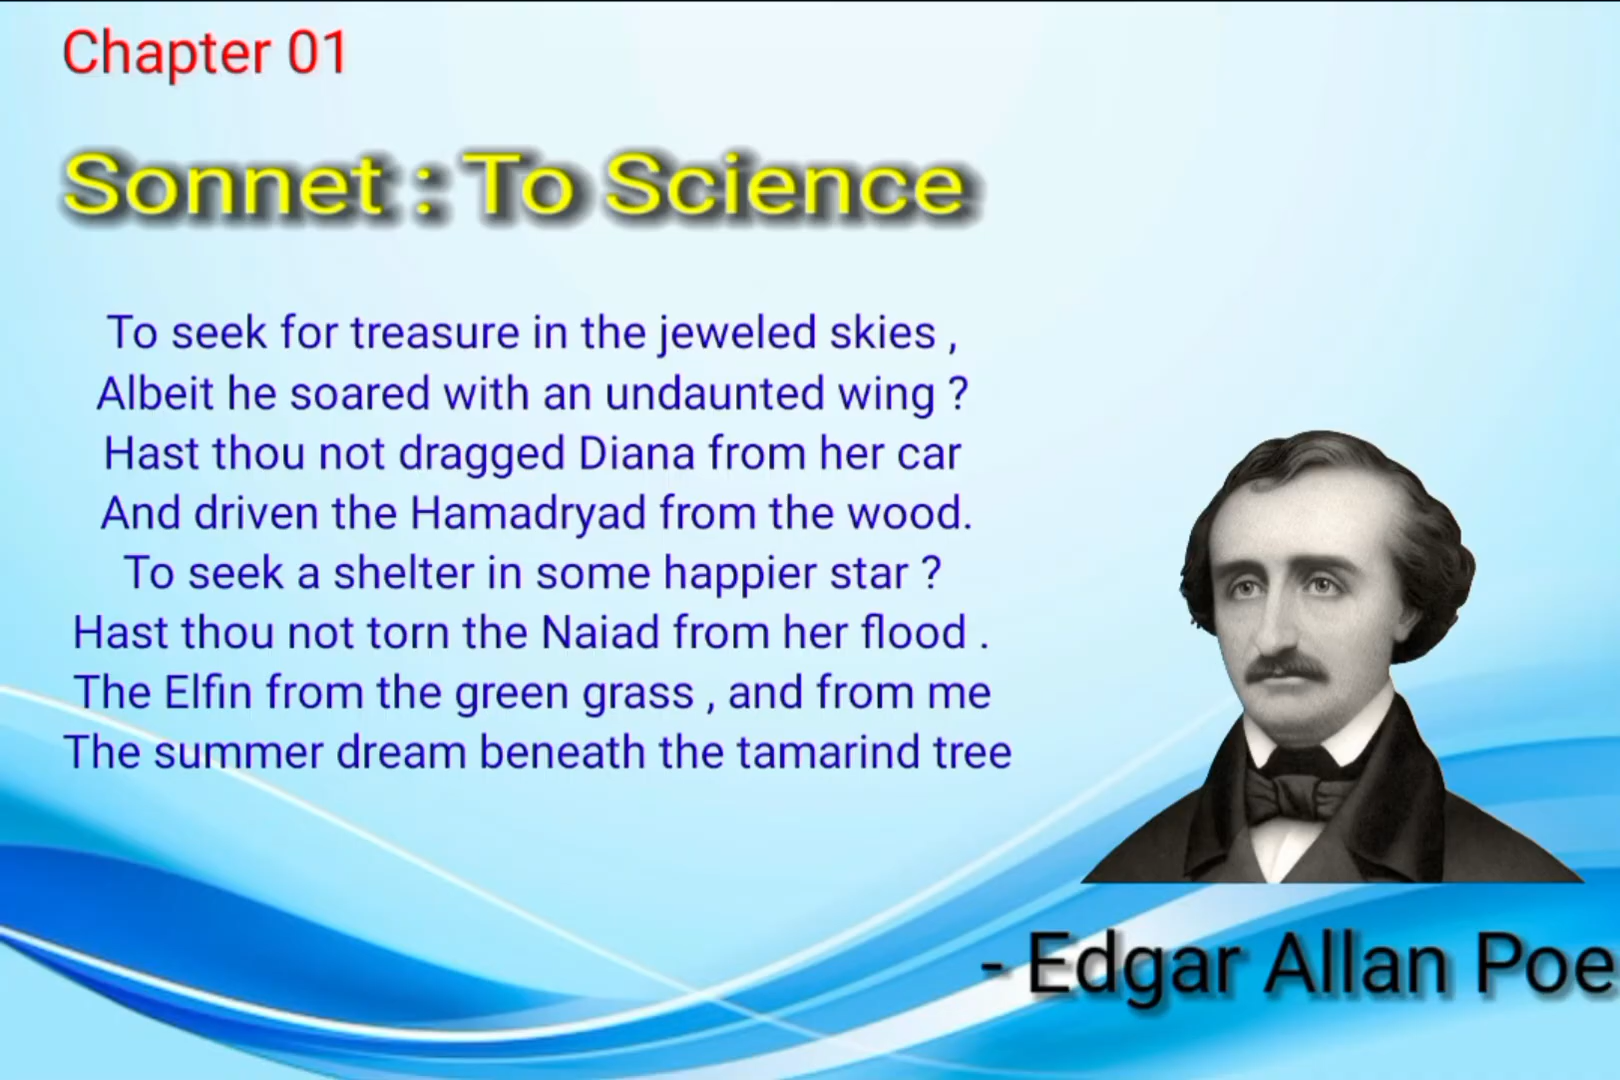 Chapter 01
Sonnet : To Science
To seek for treasure in the jeweled skies ,
Albeit he soared with an undaunted wing ?
Hast thou not dragged Diana from her car
And driven the Hamadryad from the wood.
To seek a shelter in some happier star ?
Hast thou not torn the Naiad from her flood .
The Elfin from the green grass , and from me
The summer dream beneath the tamarind tree
- Edgar Allan Poe